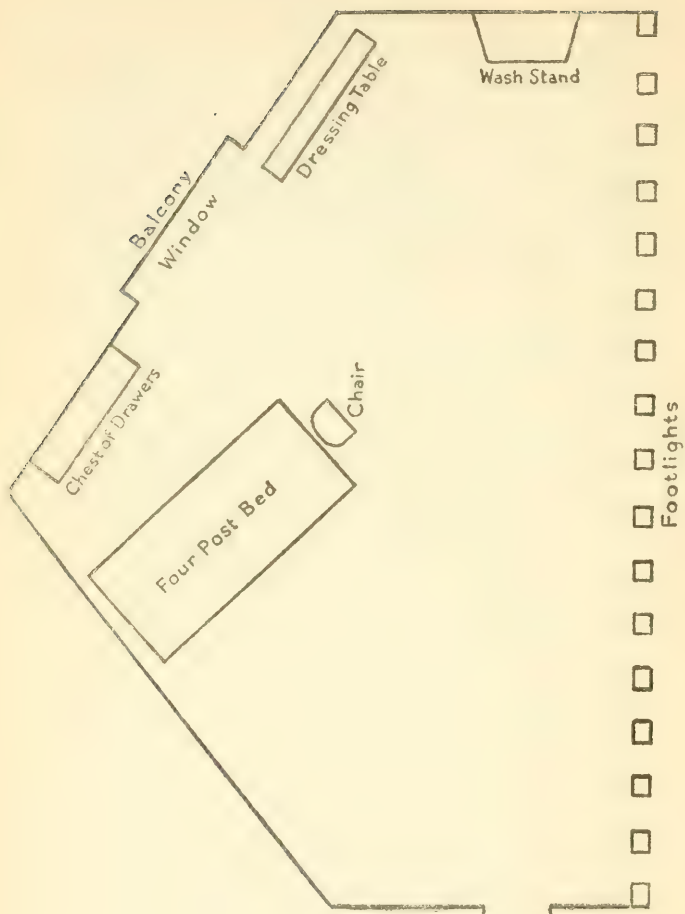 Wash Stand
Dressing Table
Balcony
Window
Chest of Drawers
Chair
Four Post Bed
Footlights